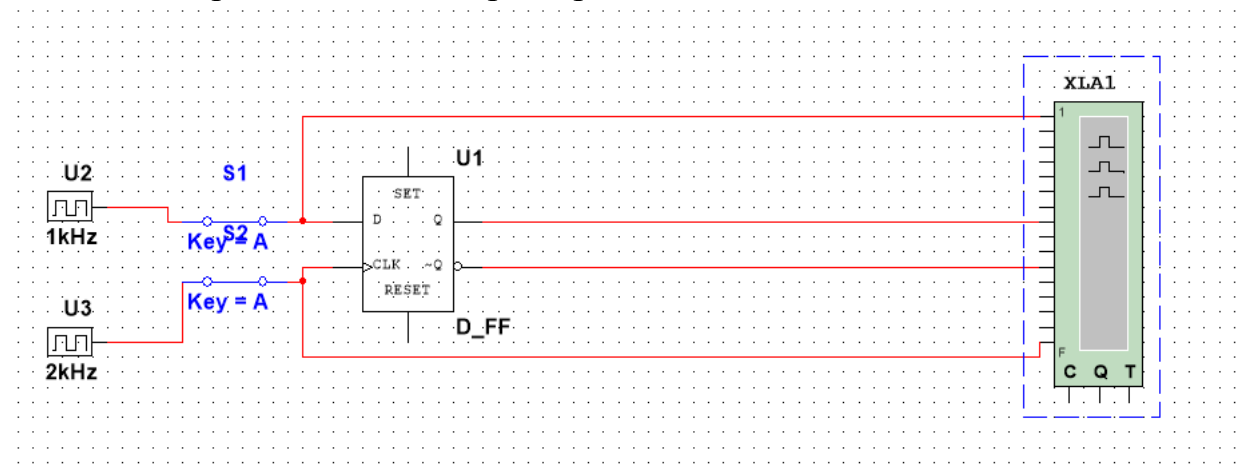 XLA1
1
U2
S1
U1
SET
D
Q
1kHz
S2
Key = A
CLK
~Q
RESET
Key = A
U3
D_FF
2kHz
F
C Q T